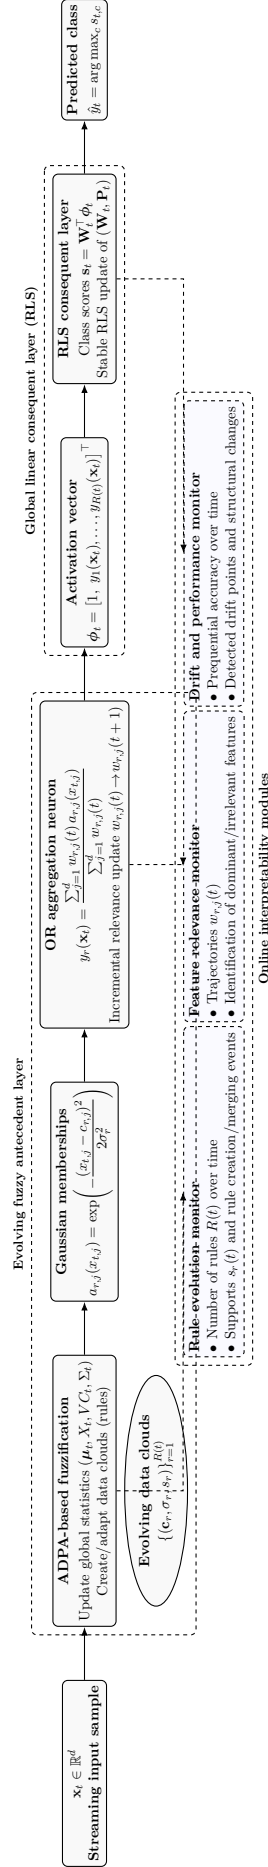 x_t ∈ ℝ^d
Streaming input sample
Evolving fuzzy antecedent layer
ADPA-based fuzzification
Update global statistics (μ_t, X_t, VC_t, Σ_t)
Create/adapt data clouds (rules)
Evolving data clouds
{(c_r, σ_r, s_r)}_{r=1}^{R(t)}
Gaussian memberships
a_{r,j}(x_{t,j}) = exp(−(x_{t,j} − c_{r,j})^2 / 2σ_r^2)
OR aggregation neuron
y_r(x_t) = ∑_{j=1}^d w_{r,j}(t) a_{r,j}(x_{t,j}) / ∑_{j=1}^d w_{r,j}(t)
Incremental relevance update w_{r,j}(t)→w_{r,j}(t+1)
Global linear consequent layer (RLS)
Activation vector
ϕ_t = [1, y_1(x_t), ..., y_{R(t)}(x_t)]^⊤
RLS consequent layer
Class scores s_t = W_t^⊤ ϕ_t
Stable RLS update of (W_t, P_t)
Predicted class
ŷ_t = arg max_c s_{t,c}
Rule-evolution monitor
• Number of rules R(t) over time
• Supports s_r(t) and rule creation/merging events
Feature-relevance monitor
• Trajectories w_{r,j}(t)
• Identification of dominant/irrelevant features
Drift and performance monitor
• Prequential accuracy over time
• Detected drift points and structural changes
Online interpretability modules